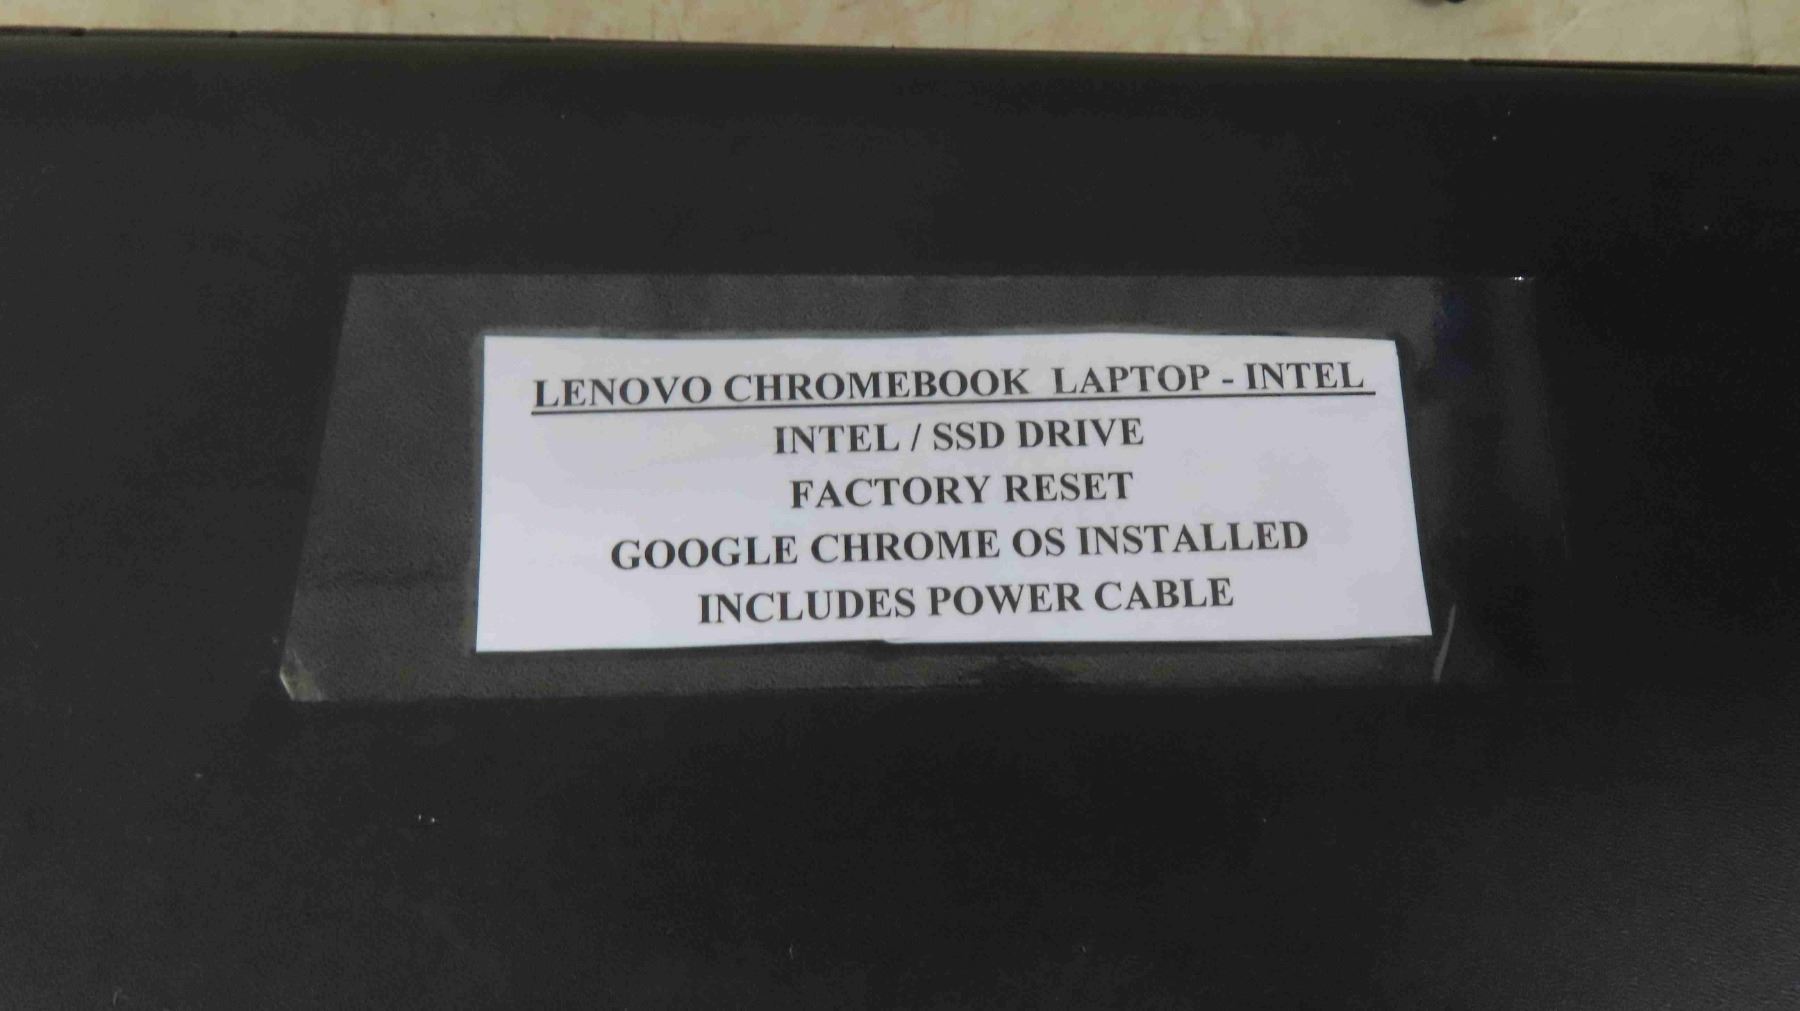 LENOVO CHROMEBOOK LAPTOP - INTEL
INTEL / SSD DRIVE
FACTORY RESET
GOOGLE CHROME OS INSTALLED
INCLUDES POWER CABLE